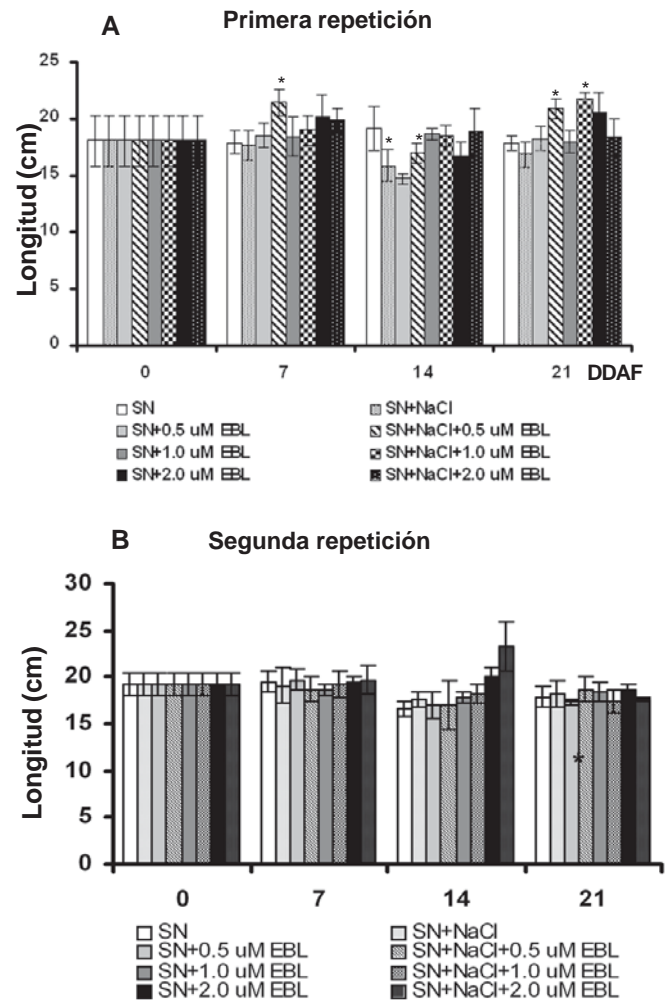 A Primera repetición
Longitud (cm)
25
20
15
10
5
0
* * * * *
0 7 14 21 DDAF
SN SN+NaCl
SN+0.5 uM EBL SN+NaCl+0.5 uM EBL
SN+1.0 uM EBL SN+NaCl+1.0 uM EBL
SN+2.0 uM EBL SN+NaCl+2.0 uM EBL
B Segunda repetición
Longitud (cm)
30
25
20
15
10
5
0
*
0 7 14 21
SN SN+NaCl
SN+0.5 uM EBL SN+NaCl+0.5 uM EBL
SN+1.0 uM EBL SN+NaCl+1.0 uM EBL
SN+2.0 uM EBL SN+NaCl+2.0 uM EBL